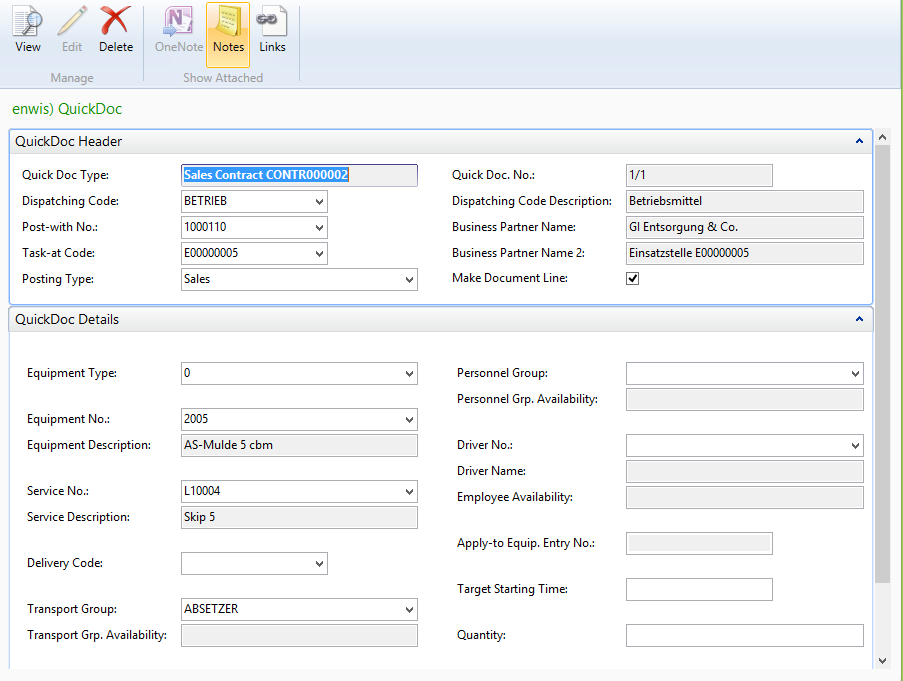 View Edit Delete OneNote Notes Links
Manage Show Attached
enwis) QuickDoc
QuickDoc Header
Quick Doc Type: Sales Contract CONTR000002 Quick Doc. No.: 1/1
Dispatching Code: BETRIEB Dispatching Code Description: Betriebsmittel
Post-with No.: 1000110 Business Partner Name: GI Entsorgung & Co.
Task-at Code: E00000005 Business Partner Name 2: Einsatzstelle E00000005
Posting Type: Sales Make Document Line:
QuickDoc Details
Equipment Type: 0 Personnel Group:
Personnel Grp. Availability:
Equipment No.: 2005
Equipment Description: AS-Mulde 5 cbm Driver No.:
Driver Name:
Service No.: L10004 Employee Availability:
Service Description: Skip 5
Apply-to Equip. Entry No.:
Delivery Code:
Target Starting Time:
Transport Group: ABSETZER
Transport Grp. Availability: Quantity: